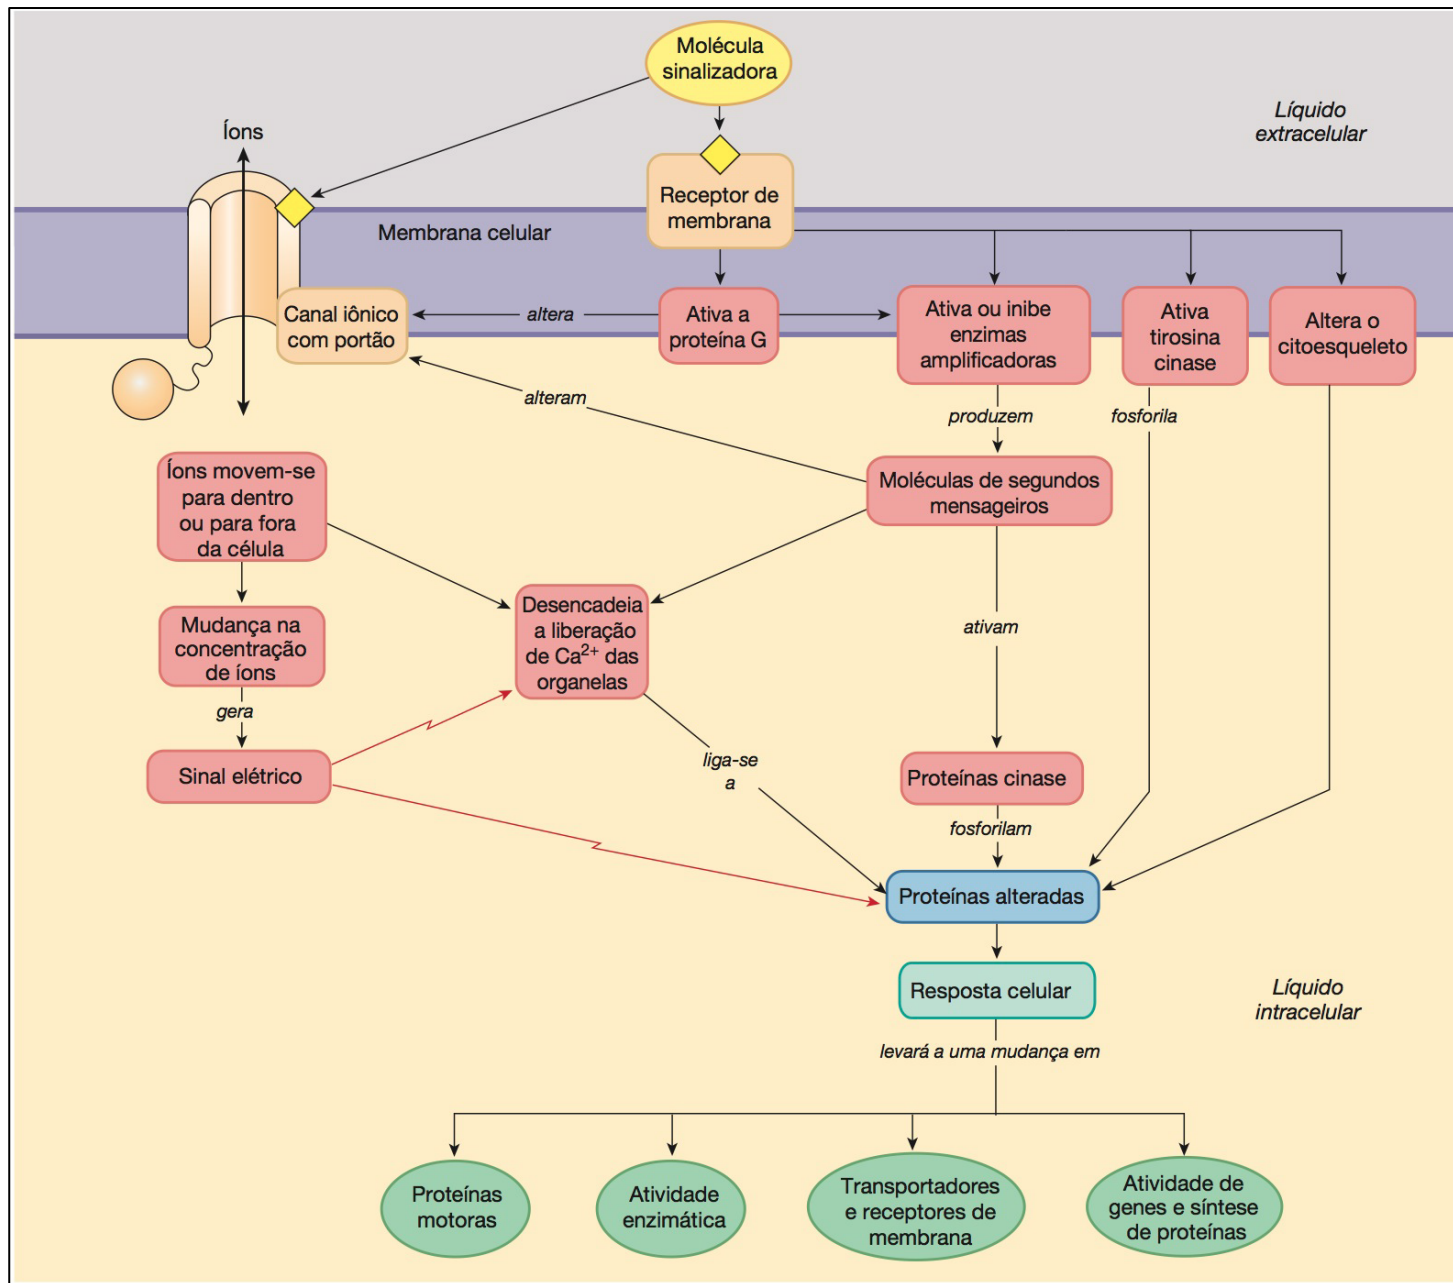 Molécula
sinalizadora
Líquido
extracelular
Íons
Receptor de
membrana
Membrana celular
Canal iônico
com portão
altera
Ativa a
proteína G
Ativa ou inibe
enzimas
amplificadoras
Ativa
tirosina
cinase
Altera o
citoesqueleto
alteram
produzem
fosforila
Íons movem-se
para dentro
ou para fora
da célula
Moléculas de segundos
mensageiros
Mudança na
concentração
de íons
Desencadeia
a liberação
de Ca²⁺ das
organelas
ativam
gera
Sinal elétrico
liga-se
a
Proteínas cinase
fosforilam
Proteínas alteradas
Resposta celular
Líquido
intracelular
levará a uma mudança em
Proteínas
motoras
Atividade
enzimática
Transportadores
e receptores de
membrana
Atividade de
genes e síntese
de proteínas